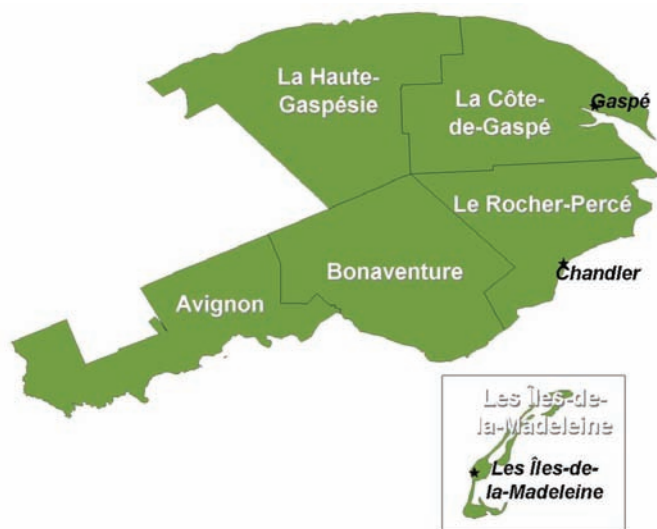 La Haute-
Gaspésie
La Côte-
de-Gaspé
Gaspé
Le Rocher-Percé
Chandler
Bonaventure
Avignon
Les Îles-de-
la-Madeleine
Les Îles-de-
la-Madeleine